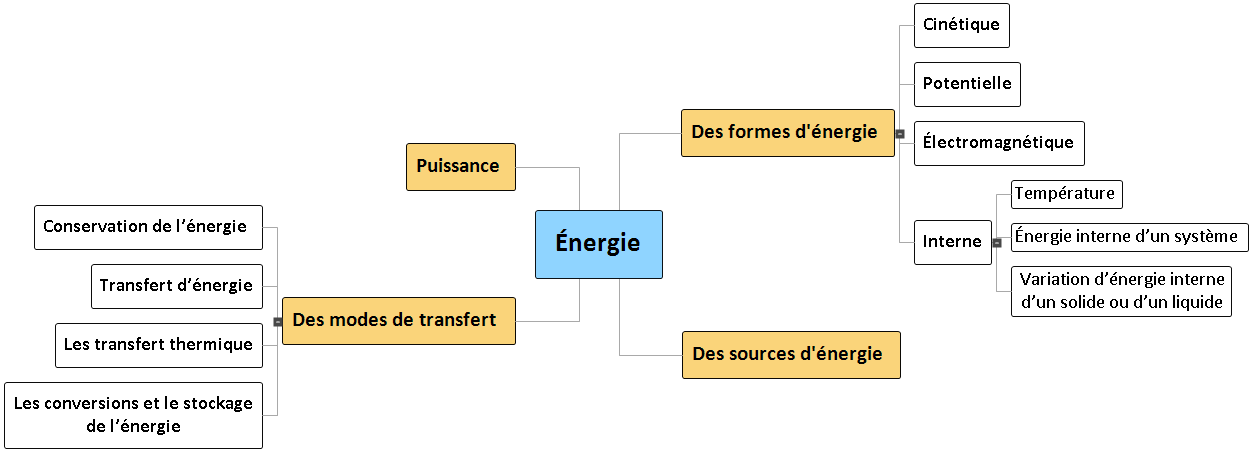 Énergie
Puissance
Des formes d'énergie
Cinétique
Potentielle
Électromagnétique
Interne
Température
Énergie interne d’un système
Variation d’énergie interne
d’un solide ou d’un liquide
Des sources d'énergie
Des modes de transfert
Conservation de l’énergie
Transfert d’énergie
Les transfert thermique
Les conversions et le stockage
de l’énergie